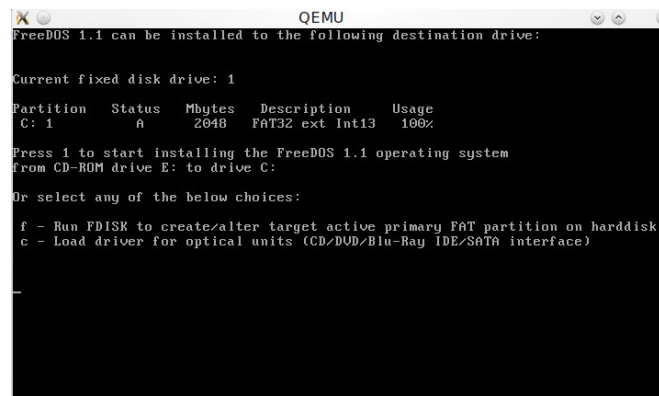 QEMU
FreeDOS 1.1 can be installed to the following destination drive:
Current fixed disk drive: 1
Partition Status Mbytes Description Usage
C: 1 A 2048 FAT32 ext Int13 100%
Press 1 to start installing the FreeDOS 1.1 operating system
from CD-ROM drive E: to drive C:
Or select any of the below choices:
f - Run FDISK to create/alter target active primary FAT partition on harddisk
c - Load driver for optical units (CD/DVD/Blu-Ray IDE/SATA interface)